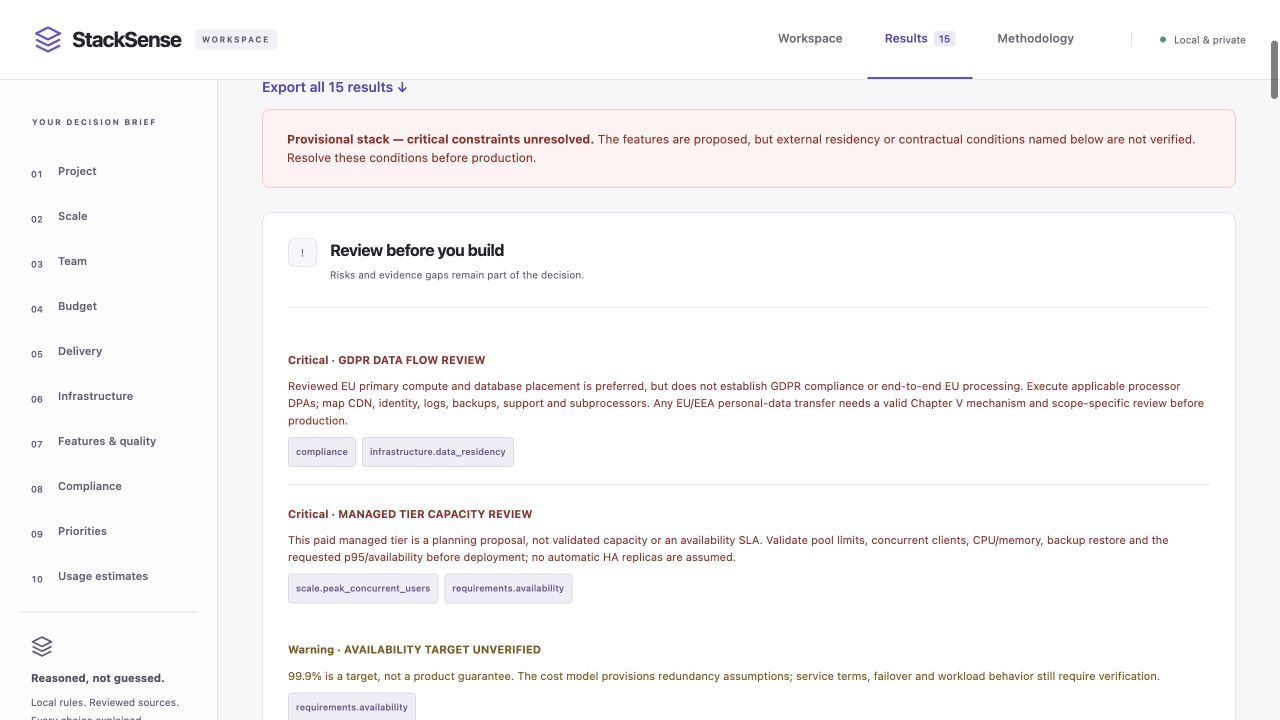 StackSense
WORKSPACE
Workspace
Results 15
Methodology
Local & private
YOUR DECISION BRIEF
01 Project
02 Scale
03 Team
04 Budget
05 Delivery
06 Infrastructure
07 Features & quality
08 Compliance
09 Priorities
10 Usage estimates
Reasoned, not guessed.
Local rules. Reviewed sources.
Every choice explained.
Export all 15 results ↓
Provisional stack — critical constraints unresolved. The features are proposed, but external residency or contractual conditions named below are not verified.
Resolve these conditions before production.
!
Review before you build
Risks and evidence gaps remain part of the decision.
Critical · GDPR DATA FLOW REVIEW
Reviewed EU primary compute and database placement is preferred, but does not establish GDPR compliance or end-to-end EU processing. Execute applicable processor
DPAs; map CDN, identity, logs, backups, support and subprocessors. Any EU/EEA personal-data transfer needs a valid Chapter V mechanism and scope-specific review before
production.
compliance
infrastructure.data_residency
Critical · MANAGED TIER CAPACITY REVIEW
This paid managed tier is a planning proposal, not validated capacity or an availability SLA. Validate pool limits, concurrent clients, CPU/memory, backup restore and the
requested p95/availability before deployment; no automatic HA replicas are assumed.
scale.peak_concurrent_users
requirements.availability
Warning · AVAILABILITY TARGET UNVERIFIED
99.9% is a target, not a product guarantee. The cost model provisions redundancy assumptions; service terms, failover and workload behavior still require verification.
requirements.availability